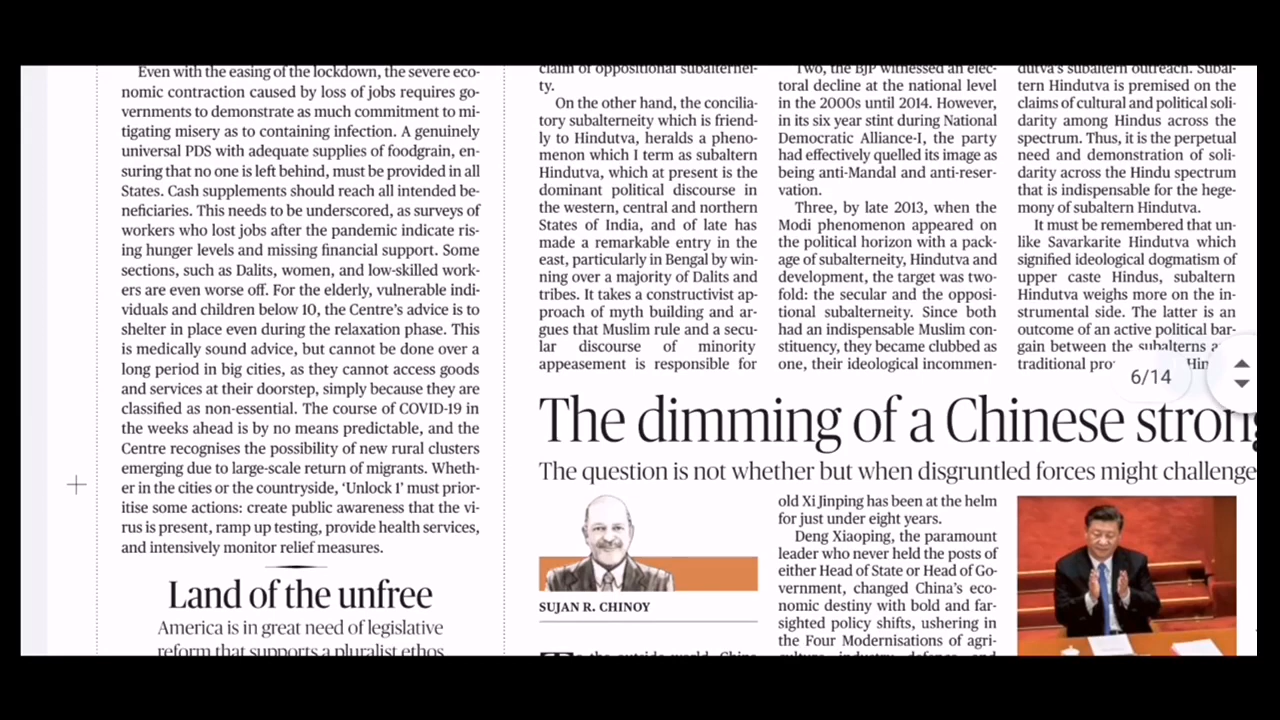 Even with the easing of the lockdown, the severe eco-
nomic contraction caused by loss of jobs requires go-
vernments to demonstrate as much commitment to mi-
tigating misery as to containing infection. A genuinely
universal PDS with adequate supplies of foodgrain, en-
suring that no one is left behind, must be provided in all
States. Cash supplements should reach all intended be-
neficiaries. This needs to be underscored, as surveys of
workers who lost jobs after the pandemic indicate ris-
ing hunger levels and missing financial support. Some
sections, such as Dalits, women, and low-skilled work-
ers are even worse off. For the elderly, vulnerable indi-
viduals and children below 10, the Centre's advice is to
shelter in place even during the relaxation phase. This
is medically sound advice, but cannot be done over a
long period in big cities, as they cannot access goods
and services at their doorstep, simply because they are
classified as non-essential. The course of COVID-19 in
the weeks ahead is by no means predictable, and the
Centre recognises the possibility of new rural clusters
emerging due to large-scale return of migrants. Wheth-
er in the cities or the countryside, 'Unlock 1' must prior-
itise some actions: create public awareness that the vi-
rus is present, ramp up testing, provide health services,
and intensively monitor relief measures.
Land of the unfree
America is in great need of legislative
reform that supports a pluralist ethos
claim of oppositional subalternei-
ty.
On the other hand, the concilia-
tory subalterneity which is friend-
ly to Hindutva, heralds a pheno-
menon which I term as subaltern
Hindutva, which at present is the
dominant political discourse in
the western, central and northern
States of India, and of late has
made a remarkable entry in the
east, particularly in Bengal by win-
ning over a majority of Dalits and
tribes. It takes a constructivist ap-
proach of myth building and ar-
gues that Muslim rule and a secu-
lar discourse of minority
appeasement is responsible for
Two, the BJP witnessed an elec-
toral decline at the national level
in the 2000s until 2014. However,
in its six year stint during National
Democratic Alliance-I, the party
had effectively quelled its image as
being anti-Mandal and anti-reser-
vation.
Three, by late 2013, when the
Modi phenomenon appeared on
the political horizon with a pack-
age of subalterneity, Hindutva and
development, the target was two-
fold: the secular and the opposi-
tional subalterneity. Since both
had an indispensable Muslim con-
stituency, they became clubbed as
one, their ideological incommen-
dutva's subaltern outreach. Subal-
tern Hindutva is premised on the
claims of cultural and political soli-
darity among Hindus across the
spectrum. Thus, it is the perpetual
need and demonstration of soli-
darity across the Hindu spectrum
that is indispensable for the hege-
mony of subaltern Hindutva.
It must be remembered that un-
like Savarkarite Hindutva which
signified ideological dogmatism of
upper caste Hindus, subaltern
Hindutva weighs more on the in-
strumental side. The latter is an
outcome of an active political bar-
gain between the subalterns
traditional
6/14
The dimming of a Chinese
The question is not whether but when disgruntled forces might challenge
SUJAN R. CHINOY
the outside world, China
old Xi Jinping has been at the helm
for just under eight years.
Deng Xiaoping, the paramount
leader who never held the posts of
either Head of State or Head of Go-
vernment, changed China's eco-
nomic destiny with bold and far-
sighted policy shifts, ushering in
the Four Modernisations of agri-
culture, industry, defence and